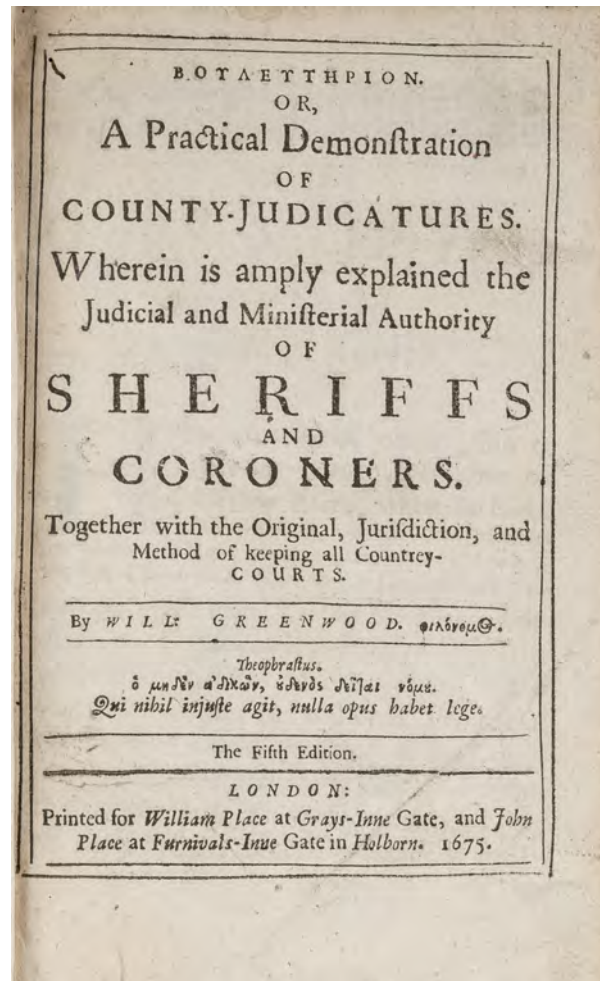 ΒΟΥΛΕΥΤΗΡΙΟΝ.
OR,
A Practical Demonſtration
OF
COUNTY-JUDICATURES.
Wherein is amply explained the
Judicial and Miniſterial Authority
OF
SHERIFFS
AND
CORONERS.
Together with the Original, Juriſdiction, and
Method of keeping all Countrey-
COURTS.
By WILL: GREENWOOD. φιλόνομ@.
Theophraſtus.
ὁ μηδὲν ἀδικῶν, ȣ̓δενὸς δεῖται νόμȣ.
Qui nihil injuſte agit, nulla opus habet lege.
The Fifth Edition.
LONDON:
Printed for William Place at Grays-Inne Gate, and John
Place at Furnivals-Inne Gate in Holborn. 1675.